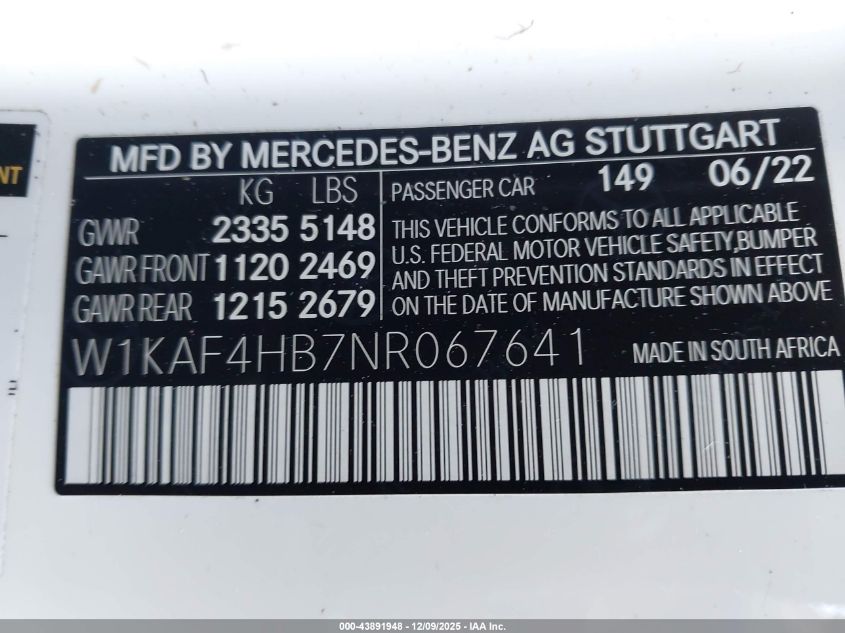 MFD BY MERCEDES-BENZ AG STUTTGART
KG LBS
GVWR 2335 5148
GAWR FRONT 1120 2469
GAWR REAR 1215 2679
PASSENGER CAR 149 06/22
THIS VEHICLE CONFORMS TO ALL APPLICABLE
U.S. FEDERAL MOTOR VEHICLE SAFETY,BUMPER
AND THEFT PREVENTION STANDARDS IN EFFECT
ON THE DATE OF MANUFACTURE SHOWN ABOVE
W1KAF4HB7NR067641
MADE IN SOUTH AFRICA
000-43891948 - 12/09/2025 - IAA Inc.